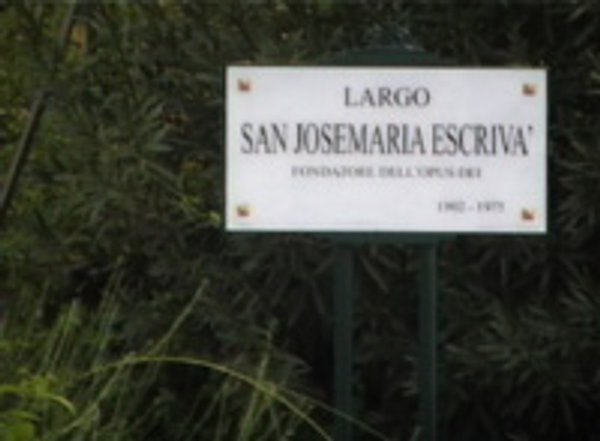 LARGO
SAN JOSEMARIA ESCRIVA'
FONDATORE DELL'OPUS DEI
1902 - 1975